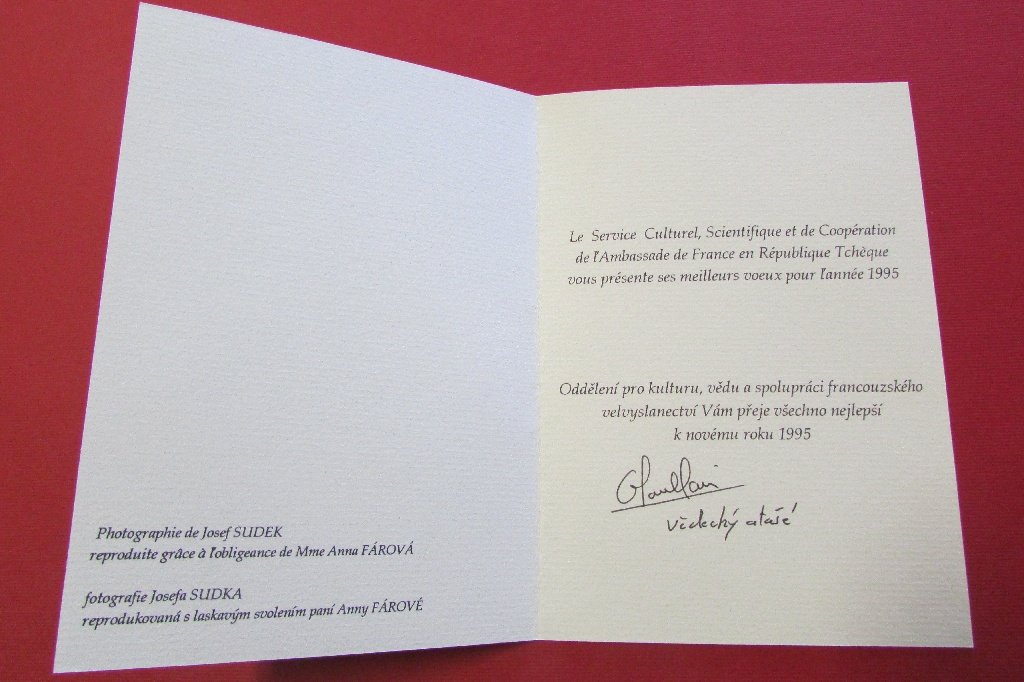 Photographie de Josef SUDEK
reproduite grâce à l'obligeance de Mme Anna FÁROVÁ
fotografie Josefa SUDKA
reprodukovaná s laskavým svolením paní Anny FÁROVÉ
Le Service Culturel, Scientifique et de Coopération
de l'Ambassade de France en République Tchèque
vous présente ses meilleurs voeux pour l'année 1995
Oddělení pro kulturu, vědu a spolupráci francouzského
velvyslanectví Vám přeje všechno nejlepší
k novému roku 1995
vědecký atašé